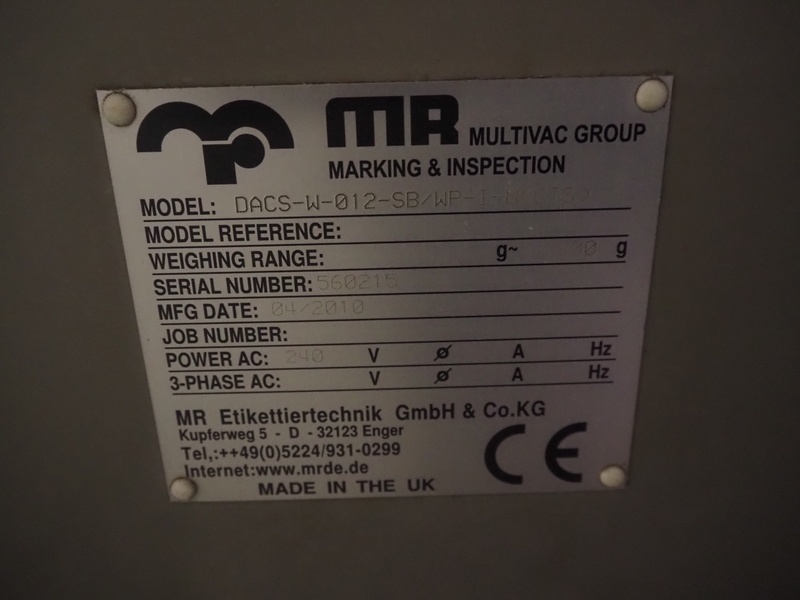 MR MULTIVAC GROUP
MARKING & INSPECTION
MODEL: DACS-W-012-SB/WP-I-
MODEL REFERENCE:
WEIGHING RANGE: g~ g
SERIAL NUMBER: 560215
MFG DATE: 04/2010
JOB NUMBER:
POWER AC: 240 V ø A Hz
3-PHASE AC: V ø A Hz
MR Etikettiertechnik GmbH & Co.KG
Kupferweg 5 - D - 32123 Enger
Tel,:++49(0)5224/931-0299
Internet:www.mrde.de
MADE IN THE UK
CE